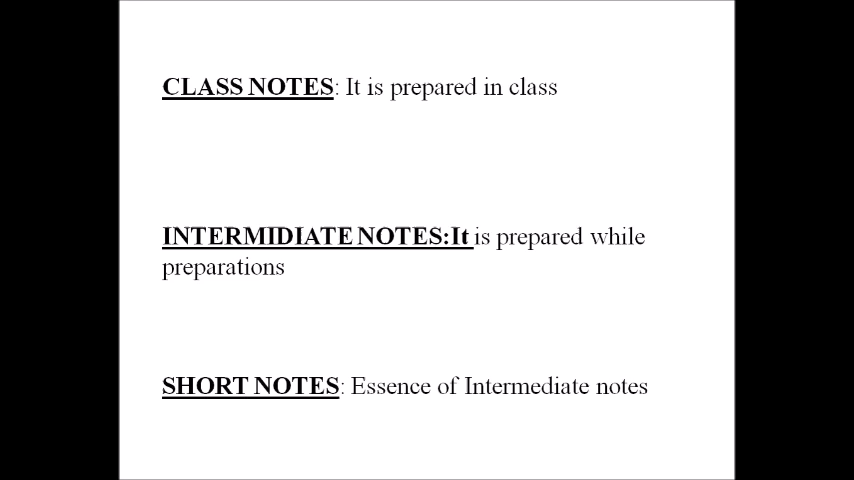 CLASS NOTES: It is prepared in class
INTERMIDIATE NOTES:It is prepared while
preparations
SHORT NOTES: Essence of Intermediate notes